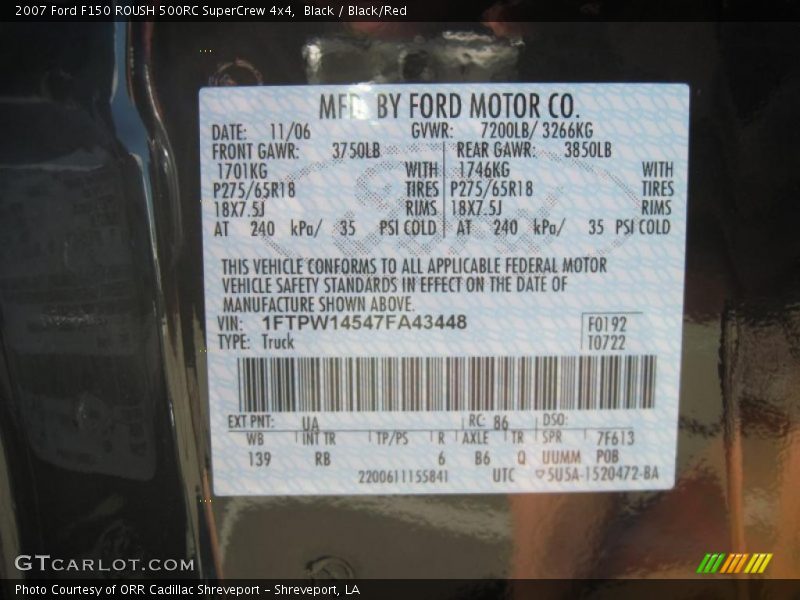 2007 Ford F150 ROUSH 500RC SuperCrew 4x4, Black / Black/Red
MFD. BY FORD MOTOR CO.
DATE: 11/06 GVWR: 7200LB/ 3266KG
FRONT GAWR: 3750LB REAR GAWR: 3850LB
1701KG WITH 1746KG WITH
P275/65R18 TIRES P275/65R18 TIRES
18X7.5J RIMS 18X7.5J RIMS
AT 240 kPa/ 35 PSI COLD AT 240 kPa/ 35 PSI COLD
THIS VEHICLE CONFORMS TO ALL APPLICABLE FEDERAL MOTOR
VEHICLE SAFETY STANDARDS IN EFFECT ON THE DATE OF
MANUFACTURE SHOWN ABOVE.
VIN: 1FTPW14547FA43448 F0192
TYPE: Truck T0722
EXT PNT: UA RC: 86 DSO:
WB INT TR TP/PS R AXLE TR SPR 7F613
139 RB 6 B6 Q UUMM POB
2200611155841 UTC 5U5A-1520472-BA
GTCARLOT.COM
Photo Courtesy of ORR Cadillac Shreveport - Shreveport, LA